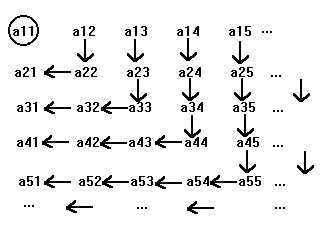 a11 a12 a13 a14 a15 ...
a21 a22 a23 a24 a25 ...
a31 a32 a33 a34 a35 ...
a41 a42 a43 a44 a45 ...
a51 a52 a53 a54 a55 ...
... ... ...